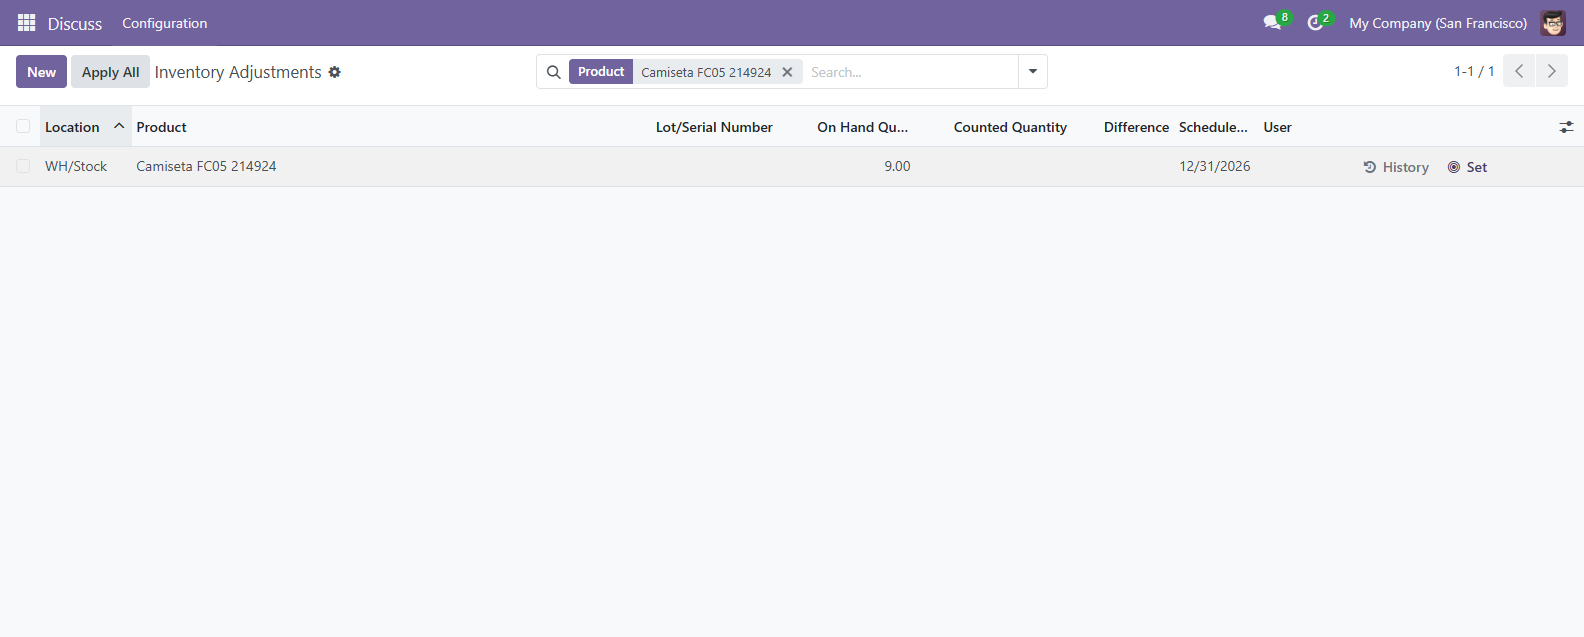 Discuss Configuration 8 2 My Company (San Francisco)
New Apply All Inventory Adjustments Product Camiseta FC05 214924 Search... 1-1 / 1
Location Product Lot/Serial Number On Hand Qu... Counted Quantity Difference Schedule... User
WH/Stock Camiseta FC05 214924 9.00 12/31/2026 History Set